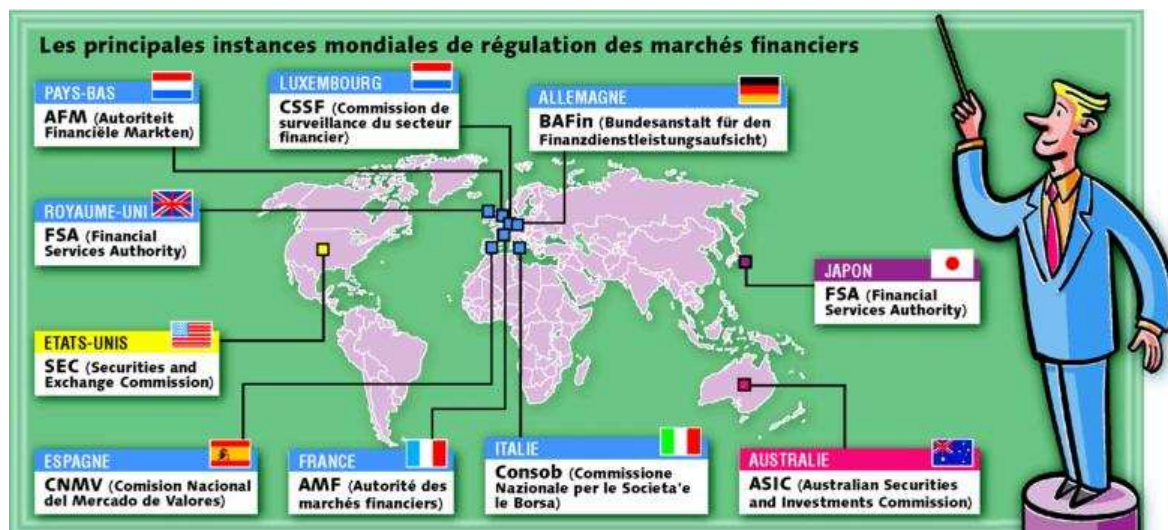 Les principales instances mondiales de régulation des marchés financiers
PAYS-BAS
AFM (Autoriteit
Financiële Markten)
LUXEMBOURG
CSSF (Commission de
surveillance du secteur
financier)
ALLEMAGNE
BAFin (Bundesanstalt für den
Finanzdienstleistungsaufsicht)
ROYAUME-UNI
FSA (Financial
Services Authority)
JAPON
FSA (Financial
Services Authority)
ETATS-UNIS
SEC (Securities and
Exchange Commission)
ESPAGNE
CNMV (Comision Nacional
del Mercado de Valores)
FRANCE
AMF (Autorité des
marchés financiers)
ITALIE
Consob (Commissione
Nazionale per le Societa'e
le Borsa)
AUSTRALIE
ASIC (Australian Securities
and Investments Commission)